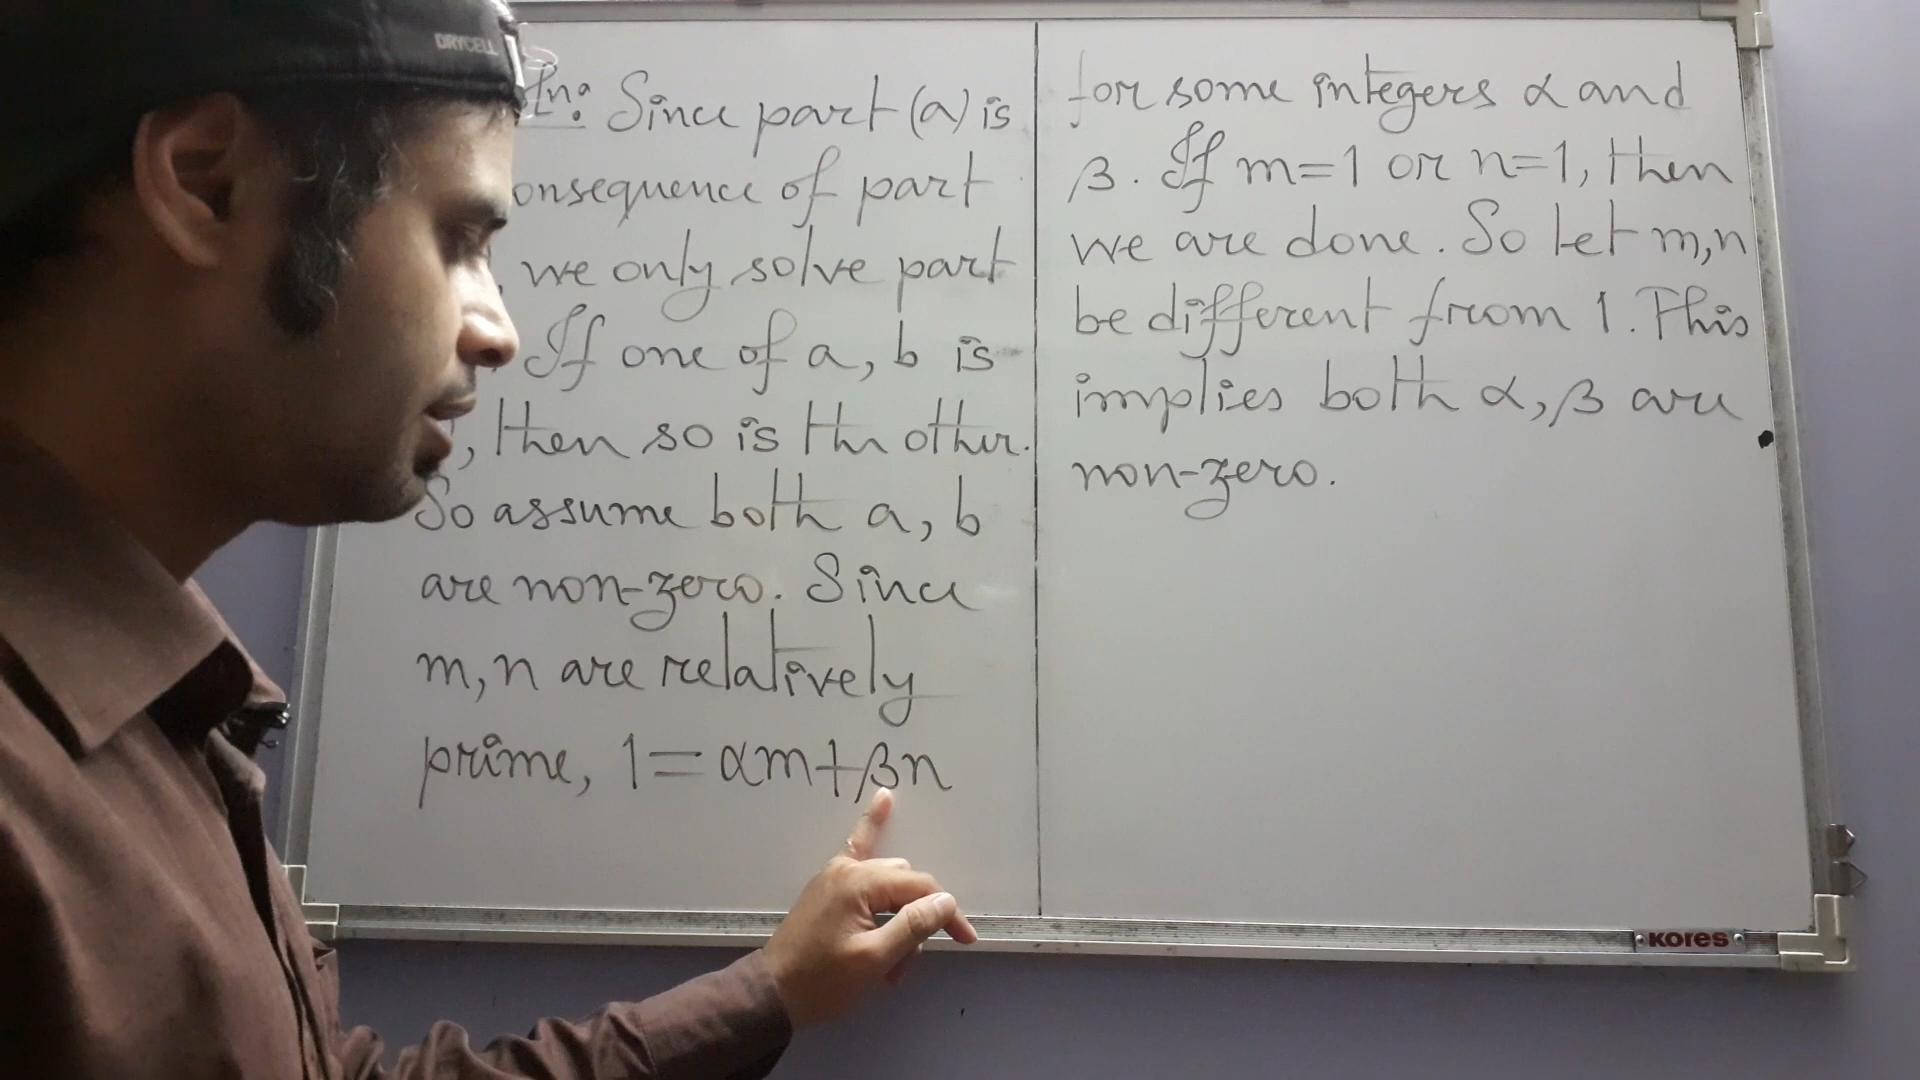 DRYCELL
Since part (a) is
onsequence of part
, we only solve part
. If one of a, b is
, then so is the other.
So assume both a, b
are non-zero. Since
m, n are relatively
prime, 1 = αm+βn
for some integers α and
β. If m=1 or n=1, then
we are done. So let m,n
be different from 1. This
implies both α, β are
non-zero.
KORES